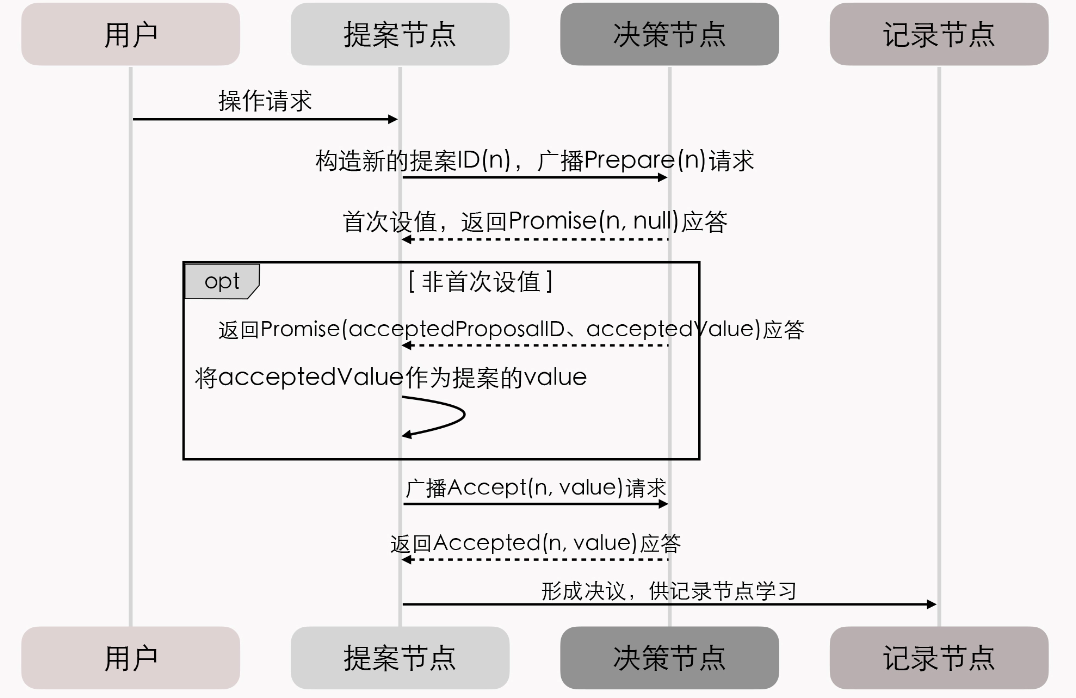 用户
提案节点
决策节点
记录节点
操作请求
构造新的提案ID(n)，广播Prepare(n)请求
首次设值，返回Promise(n, null)应答
opt
[ 非首次设值 ]
返回Promise(acceptedProposalID、acceptedValue)应答
将acceptedValue作为提案的value
广播Accept(n, value)请求
返回Accepted(n, value)应答
形成决议，供记录节点学习
用户
提案节点
决策节点
记录节点